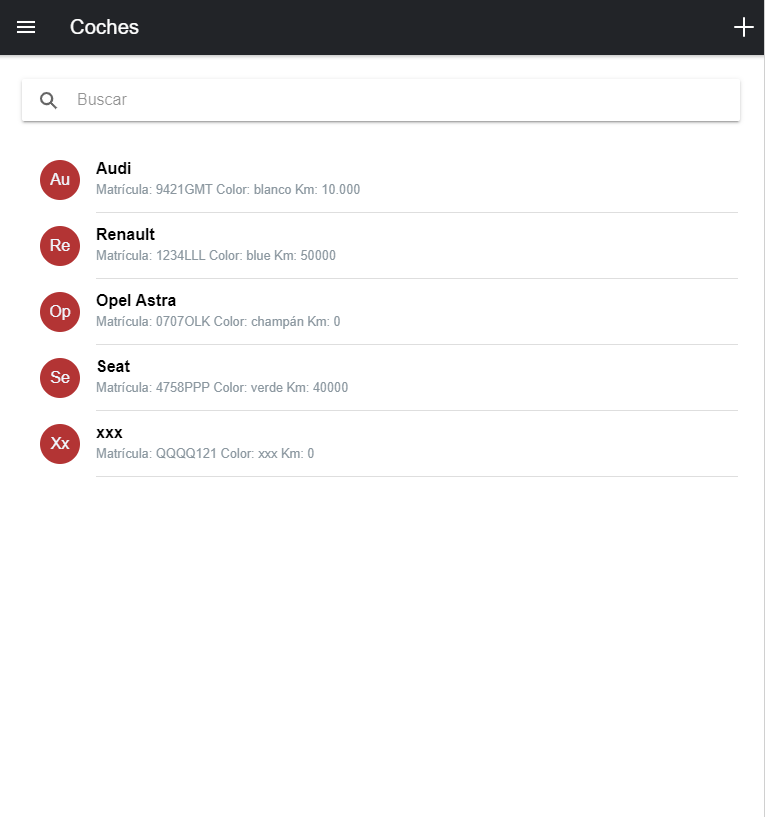 Coches
Buscar
Au
Audi
Matrícula: 9421GMT Color: blanco Km: 10.000
Re
Renault
Matrícula: 1234LLL Color: blue Km: 50000
Op
Opel Astra
Matrícula: 0707OLK Color: champán Km: 0
Se
Seat
Matrícula: 4758PPP Color: verde Km: 40000
Xx
xxx
Matrícula: QQQQ121 Color: xxx Km: 0